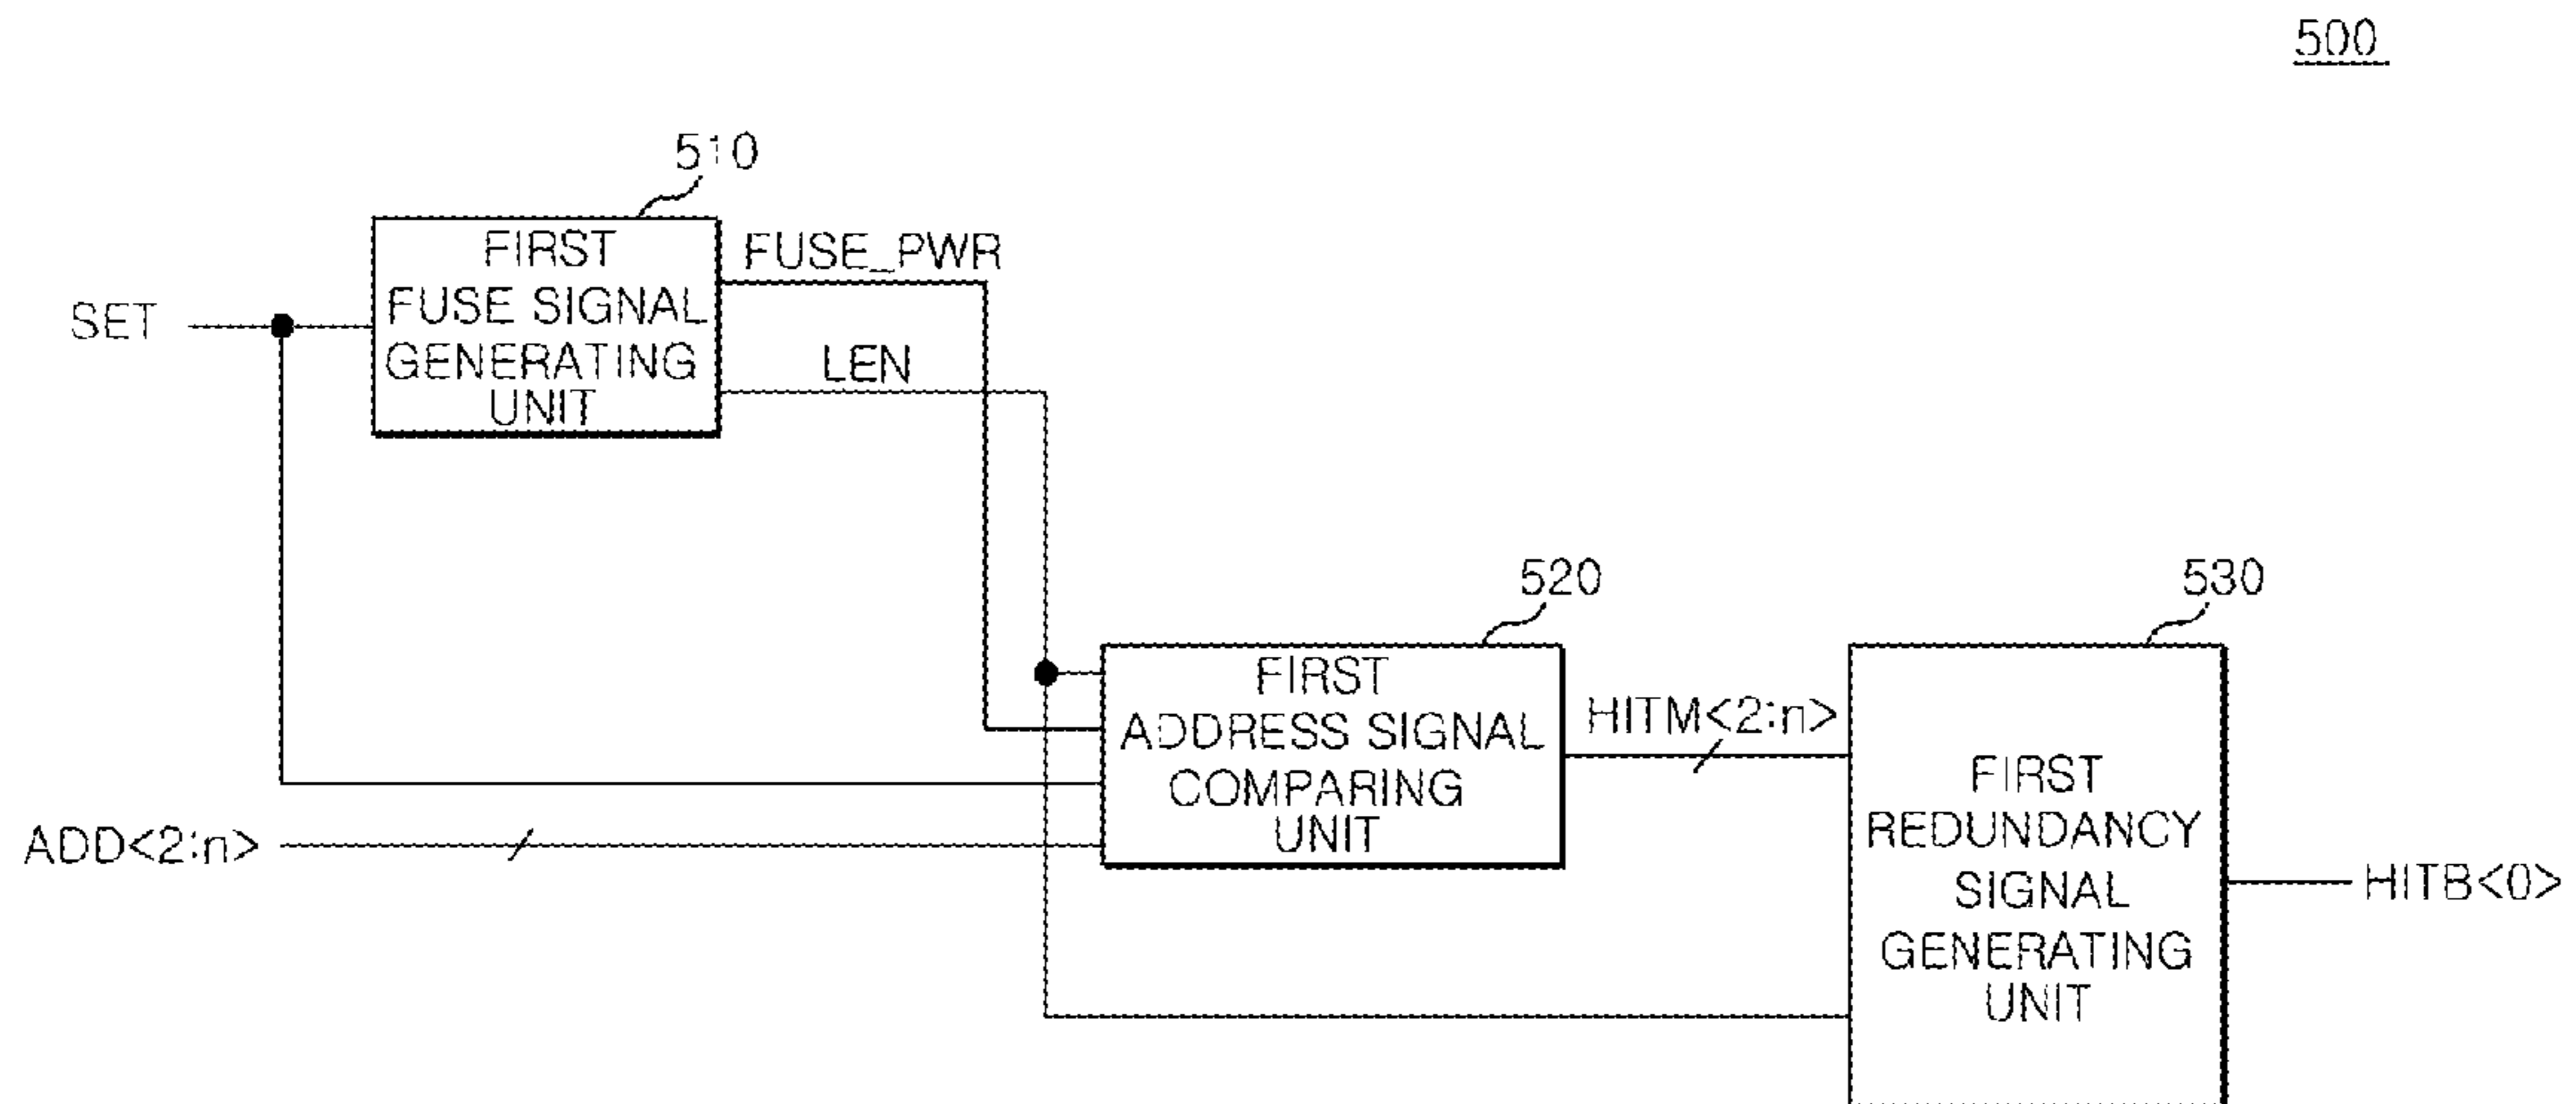 500
510
FIRST
FUSE SIGNAL
GENERATING
UNIT
FUSE_PWR
SET
LEN
520
530
FIRST
ADDRESS SIGNAL
COMPARING
UNIT
HITM<2:n>
ADD<2:n>
FIRST
REDUNDANCY
SIGNAL
GENERATING
UNIT
HITB<0>